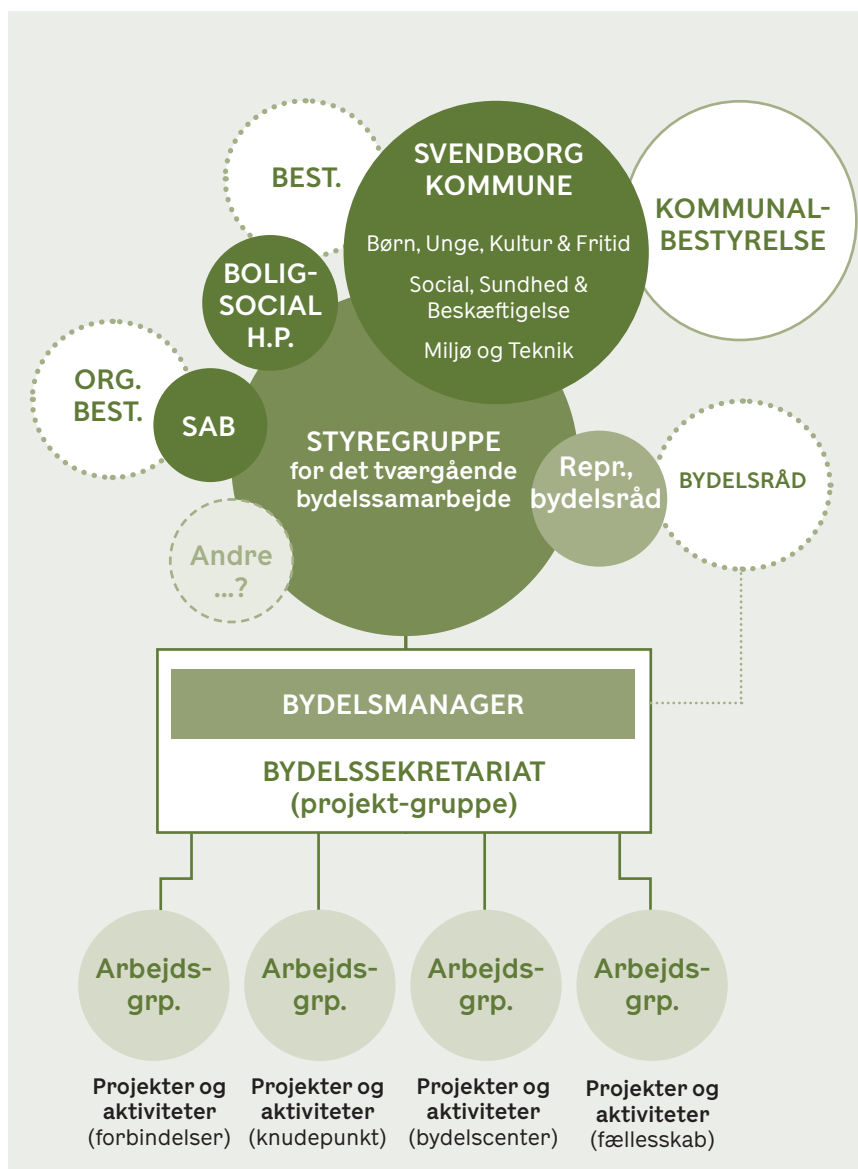 BEST.
SVENDBORG
KOMMUNE
Børn, Unge, Kultur & Fritid
Social, Sundhed &
Beskæftigelse
Miljø og Teknik
KOMMUNAL-
BESTYRELSE
BOLIG-
SOCIAL
H.P.
ORG.
BEST.
SAB
STYREGRUPPE
for det tværgående
bydelssamarbejde
Repr.,
bydelsråd
BYDELSRÅD
Andre
...?
BYDELSMANAGER
BYDELSSEKRETARIAT
(projekt-gruppe)
Arbejds-
grp.
Arbejds-
grp.
Arbejds-
grp.
Arbejds-
grp.
Projekter og
aktiviteter
(forbindelser)
Projekter og
aktiviteter
(knudepunkt)
Projekter og
aktiviteter
(bydelscenter)
Projekter og
aktiviteter
(fællesskab)